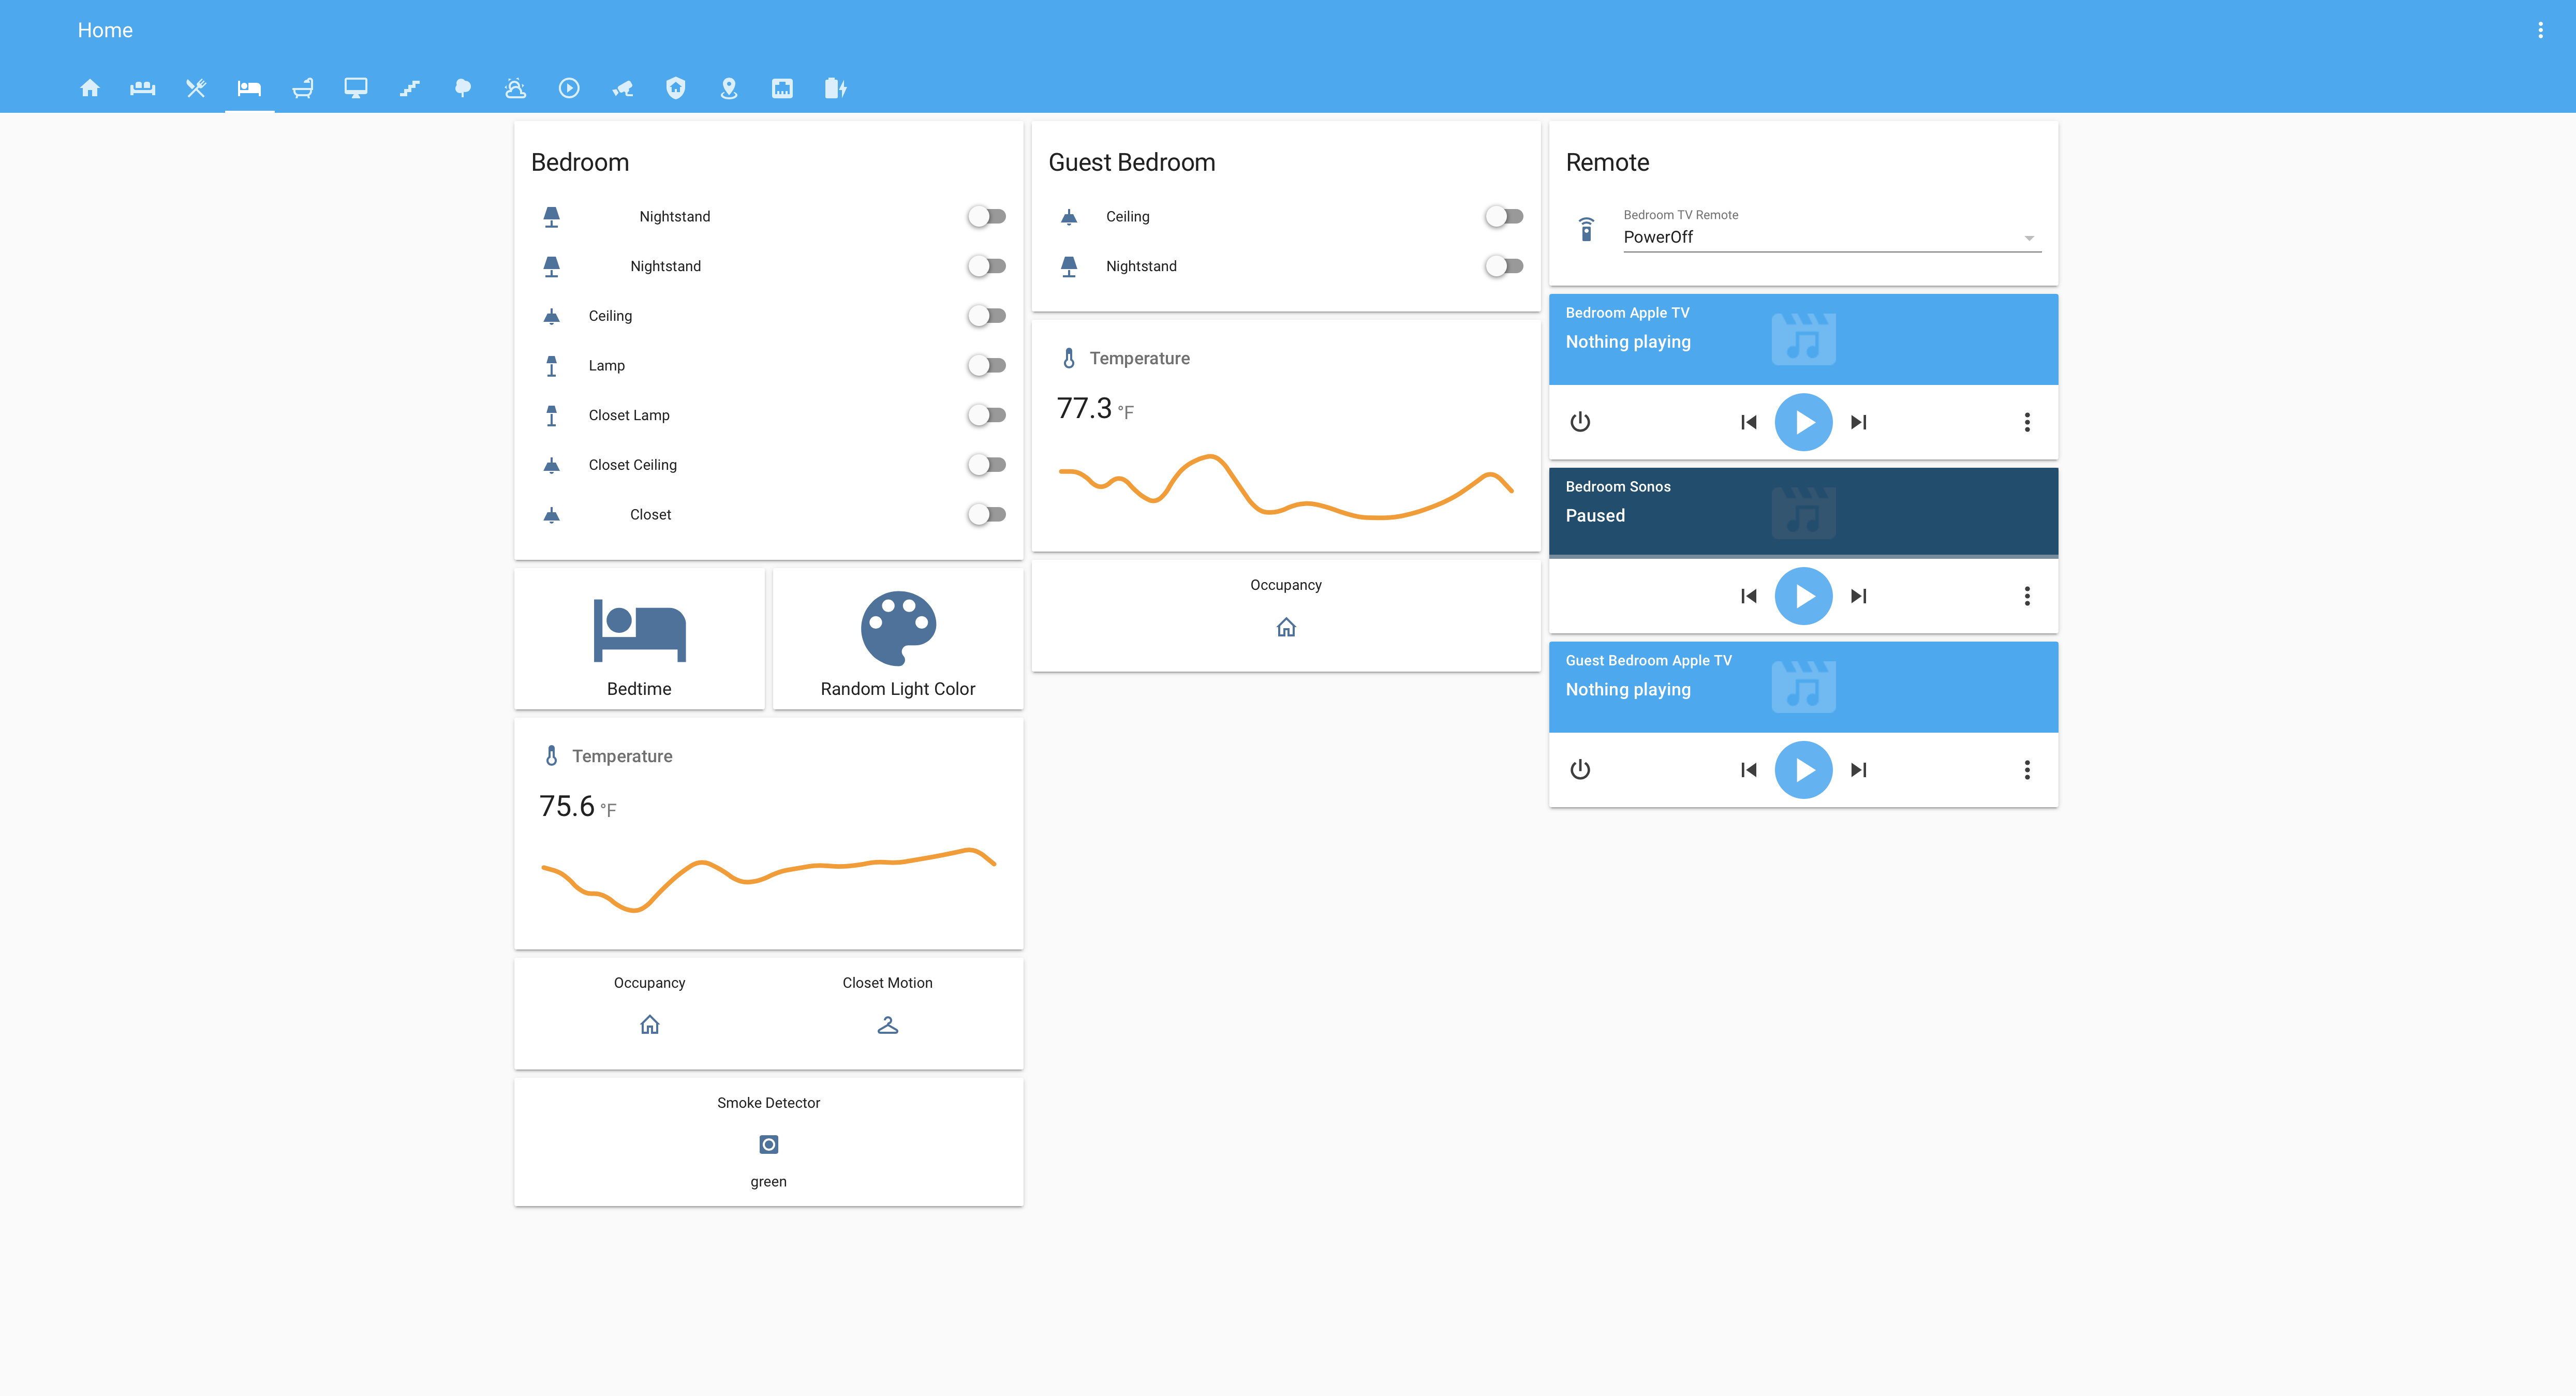 Home
Bedroom
Nightstand
Nightstand
Ceiling
Lamp
Closet Lamp
Closet Ceiling
Closet
Bedtime
Random Light Color
Temperature
75.6 °F
Occupancy
Closet Motion
Smoke Detector
green
Guest Bedroom
Ceiling
Nightstand
Temperature
77.3 °F
Occupancy
Remote
Bedroom TV Remote
PowerOff
Bedroom Apple TV
Nothing playing
Bedroom Sonos
Paused
Guest Bedroom Apple TV
Nothing playing